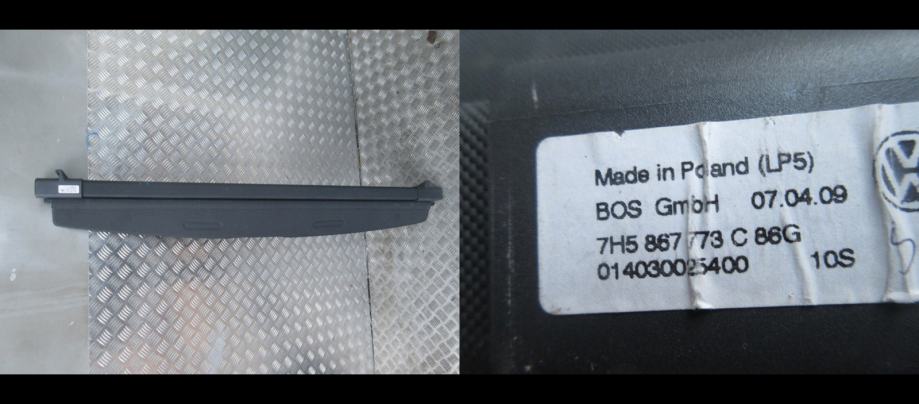 Made in Poland (LP5)
BOS GmbH 07.04.09
7H5 867 773 C 86G
014030025400 10S